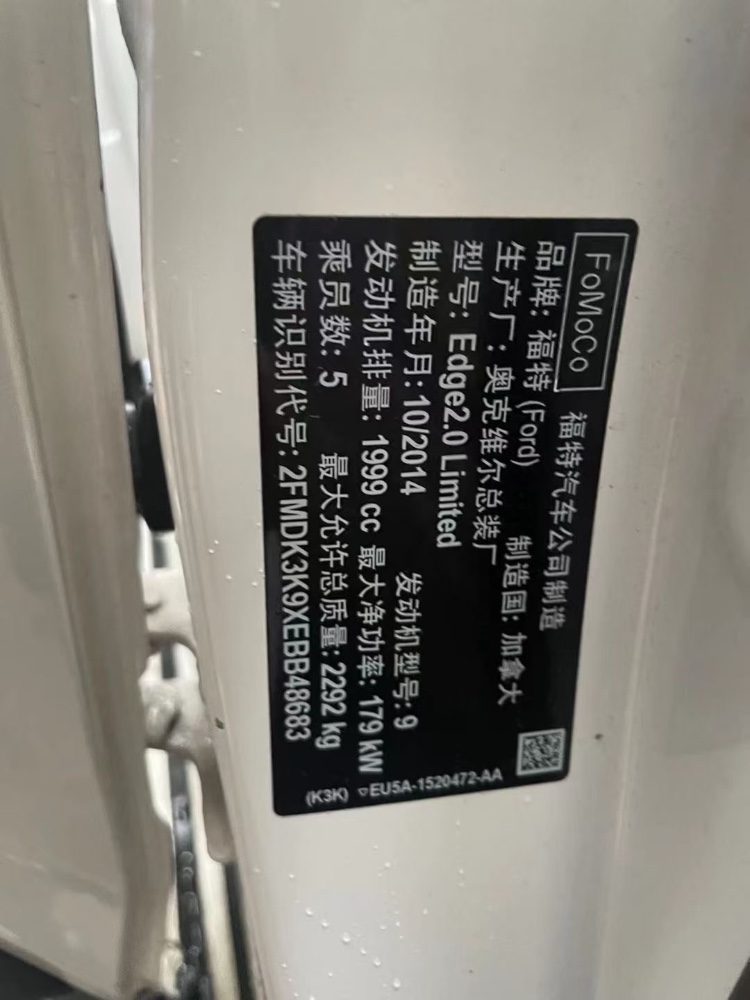 FoMoCo 福特汽车公司制造
品牌: 福特 (Ford) 制造国: 加拿大
生产厂: 奥克维尔总装厂
型号: Edge2.0 Limited
制造年月: 10/2014 发动机型号: 9
发动机排量: 1999 cc 最大净功率: 179 kW
乘员数: 5 最大允许总质量: 2292 kg
车辆识别代号: 2FMDK3K9XEBB48683
(K3K) ▽EU5A-1520472-AA